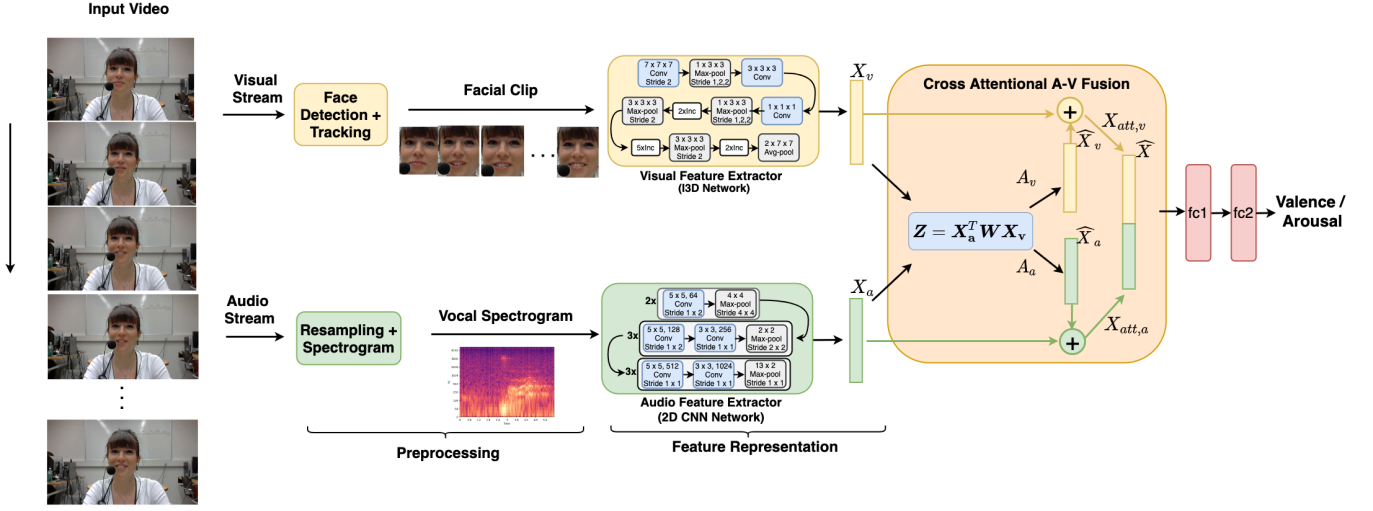 Input Video
Visual
Stream
Face
Detection +
Tracking
Facial Clip
7 x 7 x 7
Conv
Stride 2
1 x 3 x 3
Max-pool
Stride 1,2,2
3 x 3 x 3
Conv
3 x 3 x 3
Max-pool
Stride 2
2xInc
1 x 3 x 3
Max-pool
Stride 1,2,2
1 x 1 x 1
Conv
5xInc
3 x 3 x 3
Max-pool
Stride 2
2xInc
2 x 7 x 7
Avg-pool
Visual Feature Extractor
(I3D Network)
X_v
Cross Attentional A-V Fusion
X_{att,v}
X̂_v
X̂
A_v
Z = X_a^T W X_v
X̂_a
A_a
X_{att,a}
fc1
fc2
Valence /
Arousal
Audio
Stream
Resampling +
Spectrogram
Vocal Spectrogram
2x
5 x 5, 64
Conv
Stride 1 x 2
4 x 4
Max-pool
Stride 4 x 4
3x
5 x 5, 128
Conv
Stride 1 x 2
3 x 3, 256
Conv
Stride 1 x 1
2 x 2
Max-pool
Stride 2 x 2
3x
5 x 5, 512
Conv
Stride 1 x 1
3 x 3, 1024
Conv
Stride 1 x 1
13 x 2
Max-pool
Stride 1 x 1
Audio Feature Extractor
(2D CNN Network)
X_a
Preprocessing
Feature Representation